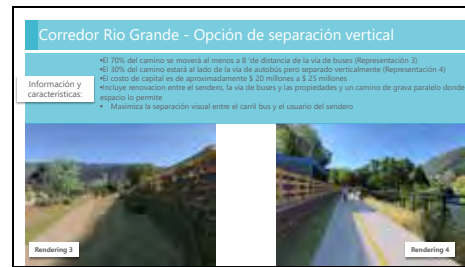 Corredor Rio Grande - Opción de separación vertical
•El 70% del camino se moverá al menos a 8 'de distancia de la vía de buses (Representación 3)
•El 30% del camino estará al lado de la vía de autobús pero separado verticalmente (Representación 4)
•El costo de capital es de aproximadamente $ 20 millones a $ 25 millones
•Incluye renovacion entre el sendero, la vía de buses y las propiedades y un camino de grava paralelo donde
espacio lo permite
• Maximiza la separación visual entre el carril bus y el usuario del sendero
Información y
características:
Rendering 3
Rendering 4